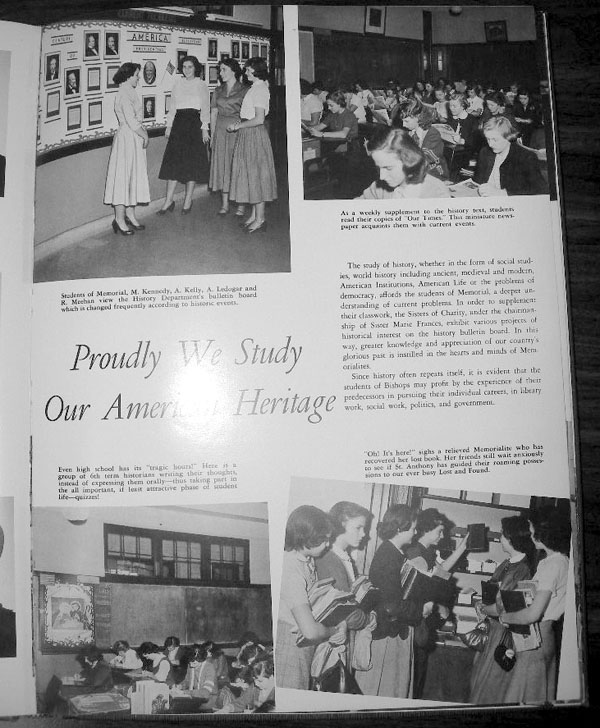 AMERICA
Students of Memorial, M. Kennedy, A. Kelly, A. Ledogar and
R. Meehan view the History Department's bulletin board
which is changed frequently according to historic events.
As a weekly supplement to the history text, students
read their copies of "Our Times." This miniature news-
paper acquaints them with current events.
The study of history, whether in the form of social stud-
ies, world history including ancient, medieval and modern,
American Institutions, American Life or the problems of
democracy, affords the students of Memorial, a deeper un-
derstanding of current problems. In order to supplement
their classwork, the Sisters of Charity, under the chairman-
ship of Sister Marie Frances, exhibit various projects of
historical interest on the history bulletin board. In this
way, greater knowledge and appreciation of our country's
glorious past is instilled in the hearts and minds of Mem-
orialites.
Since history often repeats itself, it is evident that the
students of Bishops may profit by the experience of their
predecessors in pursuing their individual careers, in library
work, social work, politics, and government.
Proudly We Study
Our American Heritage
Even high school has its "tragic hours!" Here is a
group of 6th term historians writing their thoughts,
instead of expressing them orally—thus taking part in
the all important, if least attractive phase of student
life—quizzes!
"Oh! It's here!" sighs a relieved Memorialite who has
recovered her lost book. Her friends still wait anxiously
to see if St. Anthony has guided their roaming posses-
sions to our ever busy Lost and Found.